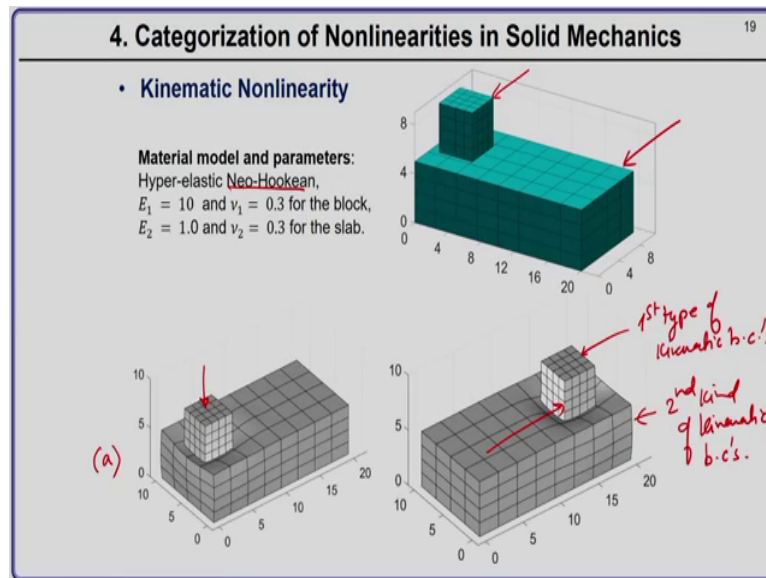 19
4. Categorization of Nonlinearities in Solid Mechanics
• Kinematic Nonlinearity
Material model and parameters:
Hyper-elastic Neo-Hookean,
E₁ = 10 and ν₁ = 0.3 for the block,
E₂ = 1.0 and ν₂ = 0.3 for the slab.
8
4
0
0
4
8
12
16
20
0
4
8
(a)
10
5
0
10
5
0
0
5
10
15
20
10
5
0
10
5
0
0
5
10
15
20
1st type of
kinematic b.c.'s
2nd kind
of kinematic
b.c's.